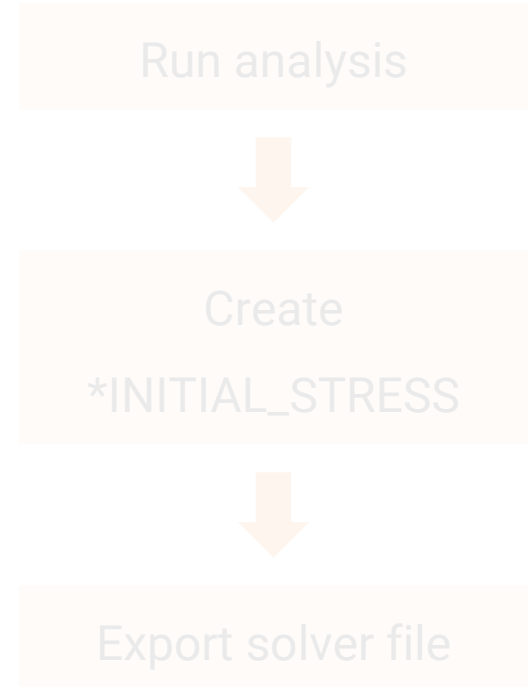 Run analysis
Create
*INITIAL_STRESS
Export solver file